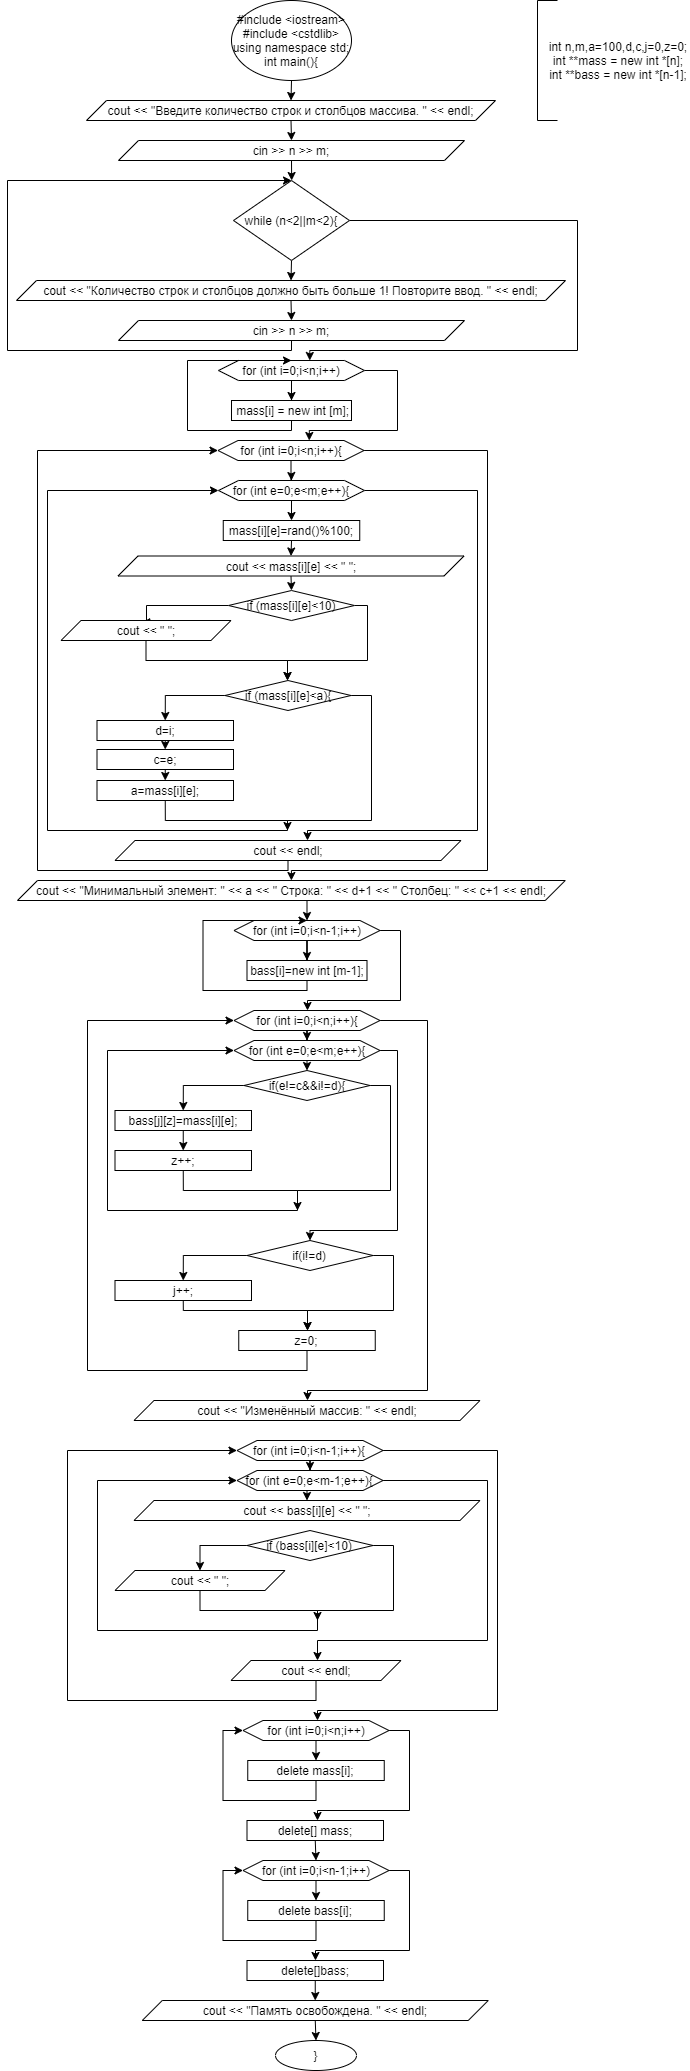 #include <iostream>
#include <cstdlib>
using namespace std;
int main(){
int n,m,a=100,d,c,j=0,z=0;
int **mass = new int *[n];
int **bass = new int *[n-1];
cout << "Введите количество строк и столбцов массива. " << endl;
cin >> n >> m;
while (n<2||m<2){
cout << "Количество строк и столбцов должно быть больше 1! Повторите ввод. " << endl;
cin >> n >> m;
for (int i=0;i<n;i++)
mass[i] = new int [m];
for (int i=0;i<n;i++){
for (int e=0;e<m;e++){
mass[i][e]=rand()%100;
cout << mass[i][e] << " ";
if (mass[i][e]<10)
cout << " ";
if (mass[i][e]<a){
d=i;
c=e;
a=mass[i][e];
cout << endl;
cout << "Минимальный элемент: " << a << " Строка: " << d+1 << " Столбец: " << c+1 << endl;
for (int i=0;i<n-1;i++)
bass[i]=new int [m-1];
for (int i=0;i<n;i++){
for (int e=0;e<m;e++){
if(e!=c&&i!=d){
bass[j][z]=mass[i][e];
z++;
if(i!=d)
j++;
z=0;
cout << "Изменённый массив: " << endl;
for (int i=0;i<n-1;i++){
for (int e=0;e<m-1;e++){
cout << bass[i][e] << " ";
if (bass[i][e]<10)
cout << " ";
cout << endl;
for (int i=0;i<n;i++)
delete mass[i];
delete[] mass;
for (int i=0;i<n-1;i++)
delete bass[i];
delete[]bass;
cout << "Память освобождена. " << endl;
}